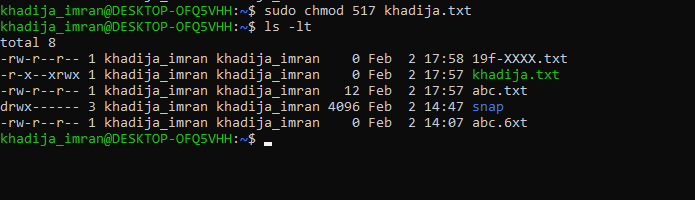 khadija_imran@DESKTOP-OFQ5VHH:~$ sudo chmod 517 khadija.txt
khadija_imran@DESKTOP-OFQ5VHH:~$ ls -lt
total 8
-rw-r--r-- 1 khadija_imran khadija_imran    0 Feb  2 17:58 19f-XXXX.txt
-r-x--xrwx 1 khadija_imran khadija_imran    0 Feb  2 17:57 khadija.txt
-rw-r--r-- 1 khadija_imran khadija_imran   12 Feb  2 17:57 abc.txt
drwx------ 3 khadija_imran khadija_imran 4096 Feb  2 14:47 snap
-rw-r--r-- 1 khadija_imran khadija_imran    0 Feb  2 14:07 abc.6xt
khadija_imran@DESKTOP-OFQ5VHH:~$